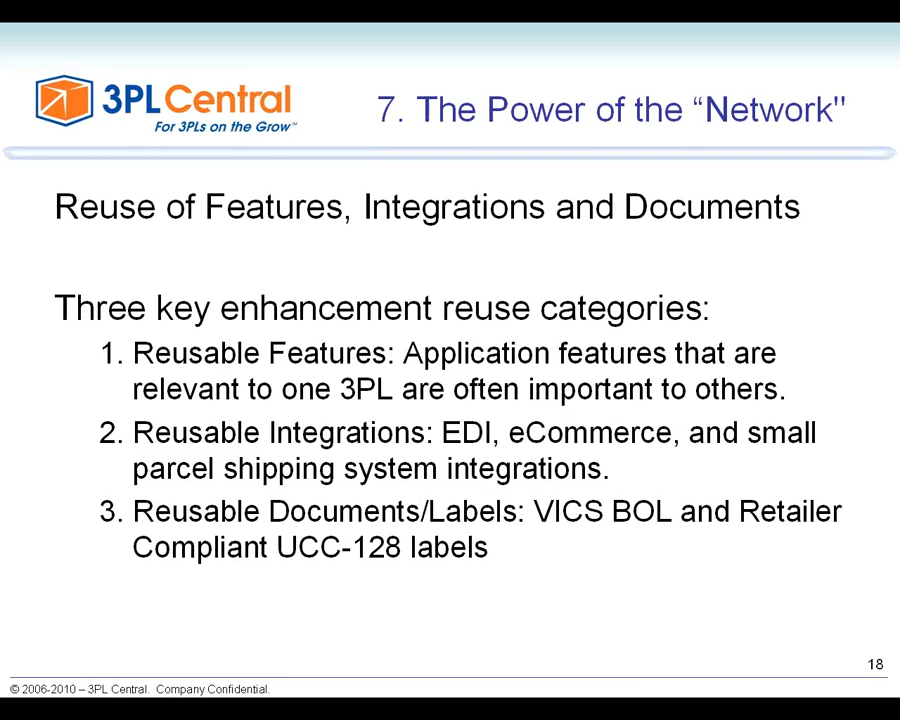 3PL Central
For 3PLs on the Grow™
7. The Power of the “Network"
Reuse of Features, Integrations and Documents
Three key enhancement reuse categories:
1. Reusable Features: Application features that are
relevant to one 3PL are often important to others.
2. Reusable Integrations: EDI, eCommerce, and small
parcel shipping system integrations.
3. Reusable Documents/Labels: VICS BOL and Retailer
Compliant UCC-128 labels
18
© 2006-2010 – 3PL Central.  Company Confidential.